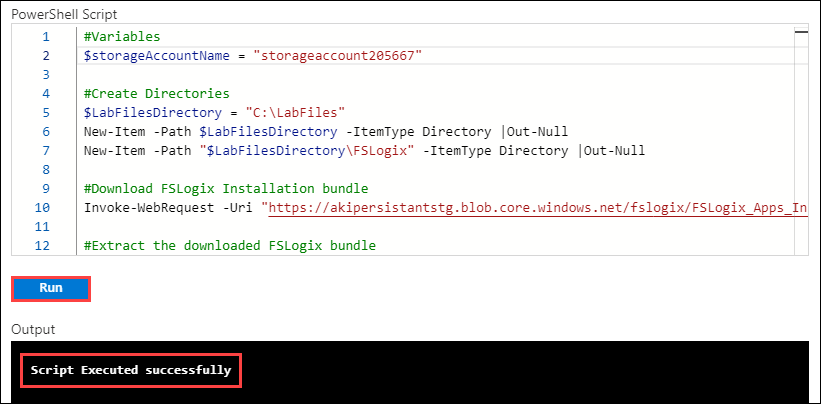 PowerShell Script
1 #Variables
2 $storageAccountName = "storageaccount205667"
3
4 #Create Directories
5 $LabFilesDirectory = "C:\LabFiles"
6 New-Item -Path $LabFilesDirectory -ItemType Directory |Out-Null
7 New-Item -Path "$LabFilesDirectory\FSLogix" -ItemType Directory |Out-Null
8
9 #Download FSLogix Installation bundle
10 Invoke-WebRequest -Uri "https://akipersistantstg.blob.core.windows.net/fslogix/FSLogix_Apps_In
11
12 #Extract the downloaded FSLogix bundle
Run
Output
Script Executed successfully